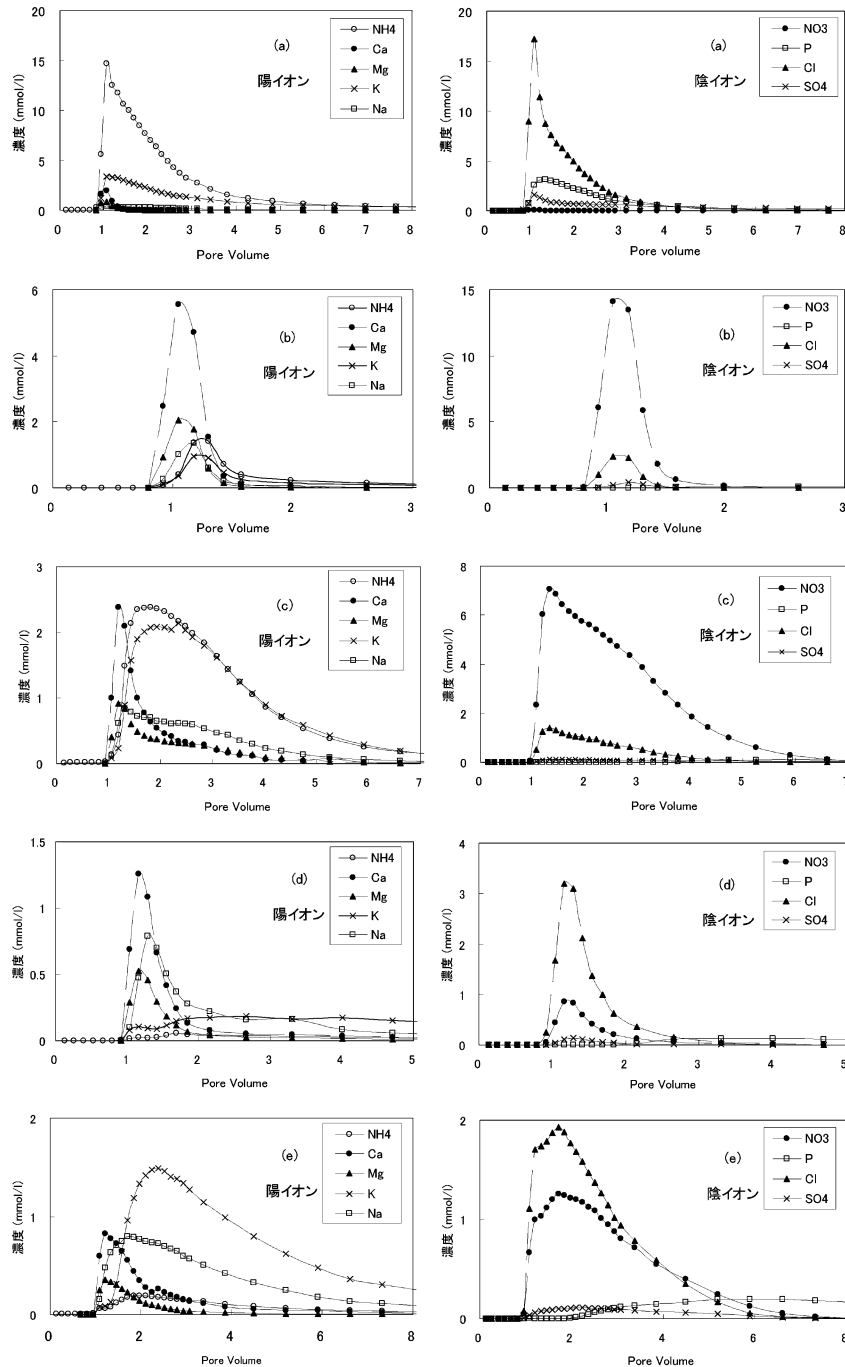 20
15
10
5
0
濃度 (mmol/l)
(a)
陽イオン
NH4
Ca
Mg
K
Na
0 1 2 3 4 5 6 7 8
Pore Volume
20
15
10
5
0
濃度 (mmol/l)
(a)
陰イオン
NO3
P
Cl
SO4
0 1 2 3 4 5 6 7 8
Pore volume
6
4
2
0
濃度 (mmol/l)
(b)
陽イオン
NH4
Ca
Mg
K
Na
0 1 2 3
Pore Volume
15
10
5
0
濃度 (mmol/l)
(b)
陰イオン
NO3
P
Cl
SO4
0 1 2 3
Pore Volune
3
2
1
0
濃度 (mmol/l)
(c)
陽イオン
NH4
Ca
Mg
K
Na
0 1 2 3 4 5 6 7
Pore Volume
8
6
4
2
0
濃度 (mmol/l)
(c)
陰イオン
NO3
P
Cl
SO4
0 1 2 3 4 5 6 7
Pore Volume
1.5
1
0.5
0
濃度 (mmol/l)
(d)
陽イオン
NH4
Ca
Mg
K
Na
0 1 2 3 4 5
Pore Volume
4
3
2
1
0
濃度 (mmol/l)
(d)
陰イオン
NO3
P
Cl
SO4
0 1 2 3 4 5
Pore Volume
2
1
0
濃度 (mmol/l)
(e)
陽イオン
NH4
Ca
Mg
K
Na
0 2 4 6 8
Pore Volume
2
1
0
濃度 (mmol/l)
(e)
陰イオン
NO3
P
Cl
SO4
0 2 4 6 8
Pore Volume